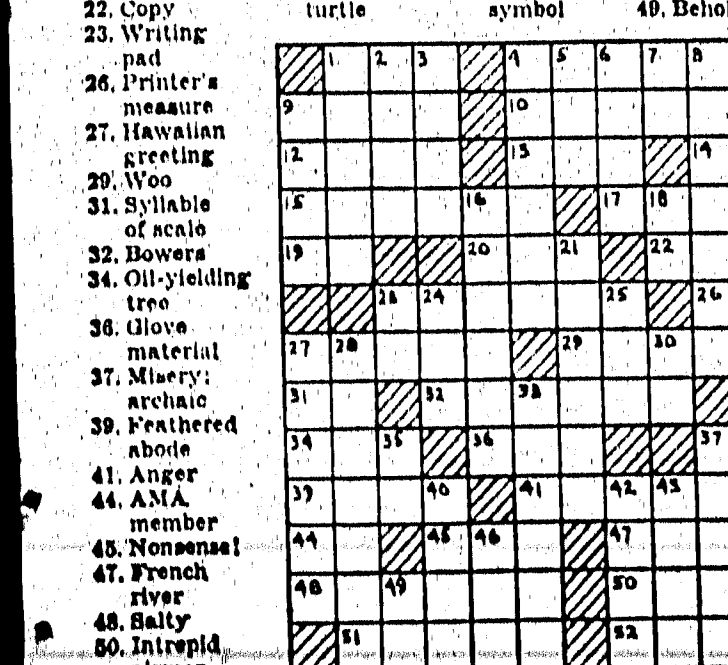 22. Copy
23. Writing
pad
26. Printer's
measure
27. Hawaiian
greeting
29. Woo
31. Syllable
of scale
32. Bowers
34. Oil-yielding
tree
36. Glove
material
37. Misery:
archaic
39. Feathered
abode
41. Anger
44. AMA
member
45. Nonsense!
47. French
river
48. Salty
50. Intrepid
turtle
symbol
49. Behol
1 2 3 4 5 6 7 8
9 10
12 13 14
15 16 17 18
19 20 21 22
23 24 25 26
27 28 29 30
31 32 33
34 35 36 37
39 40 41 42 43
44 45 46 47
48 49 50
51 52